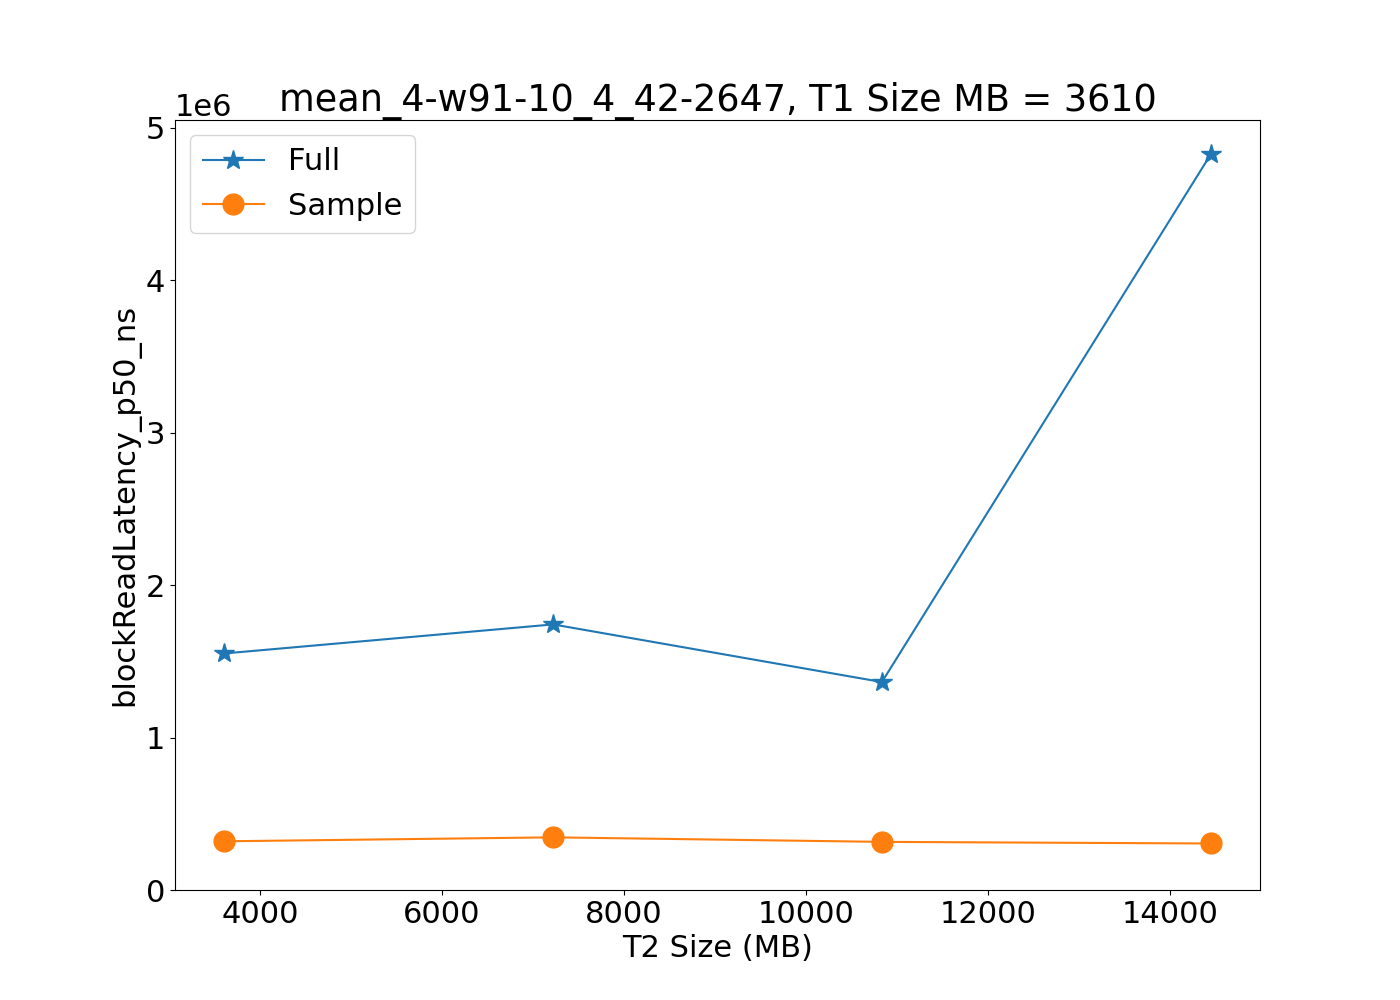 mean_4-w91-10_4_42-2647, T1 Size MB = 3610
1e6
Full
Sample
5
4
3
2
1
0
blockReadLatency_p50_ns
4000 6000 8000 10000 12000 14000
T2 Size (MB)